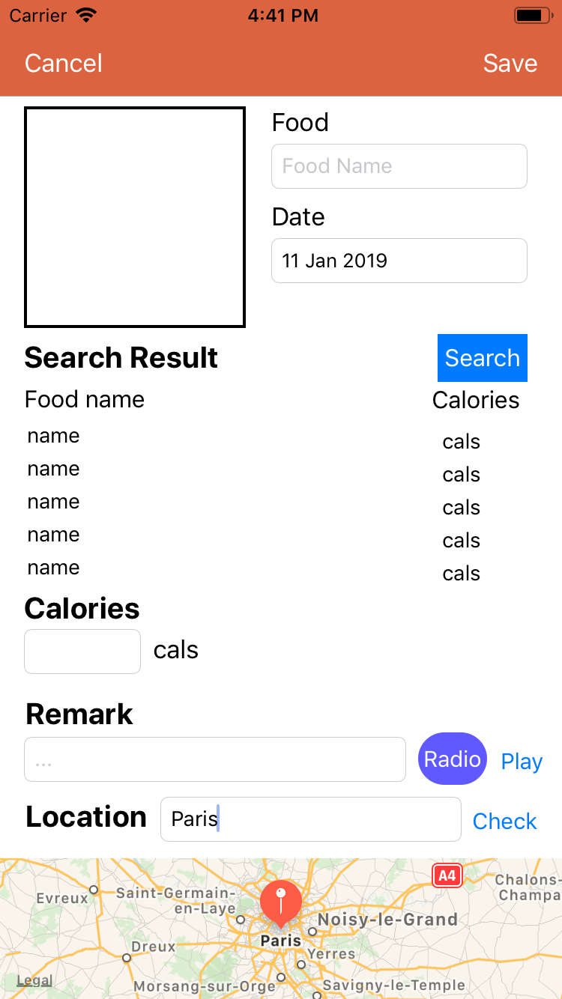 Carrier 4:41 PM
Cancel Save
Food
Food Name
Date
11 Jan 2019
Search Result Search
Food name Calories
name cals
name cals
name cals
name cals
name cals
Calories
cals
Remark
... Radio Play
Location Paris Check
A4
Chalons-
Champa
Evreux
Saint-Germain-
en-Laye
Noisy-le-Grand
Paris
Dreux
Yerres
Legal
Morsang-sur-Orge
Savigny-le-Temple